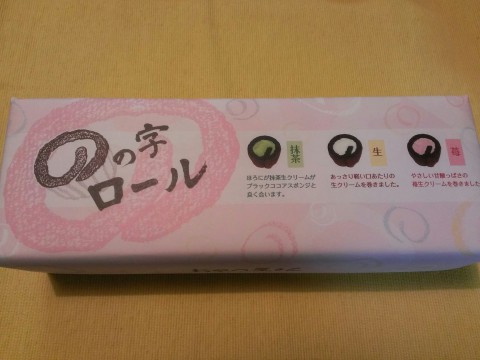 のの字
ロール
抹茶
ほろにが抹茶生クリームが
ブラックココアスポンジと
良く合います。
生
あっさり軽い口あたりの
生クリームを巻きました。
苺
やさしい甘酸っぱさの
苺生クリームを巻きました